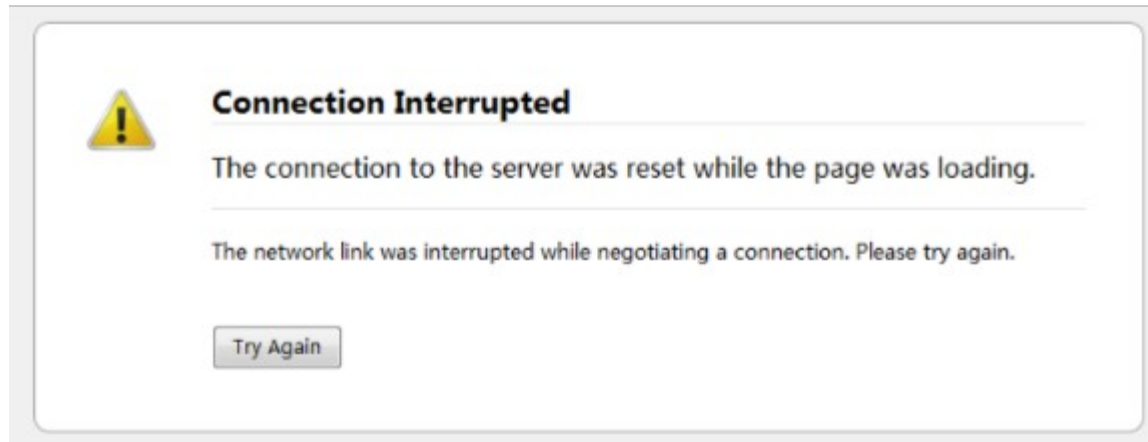 Connection Interrupted
The connection to the server was reset while the page was loading.
The network link was interrupted while negotiating a connection. Please try again.
Try Again